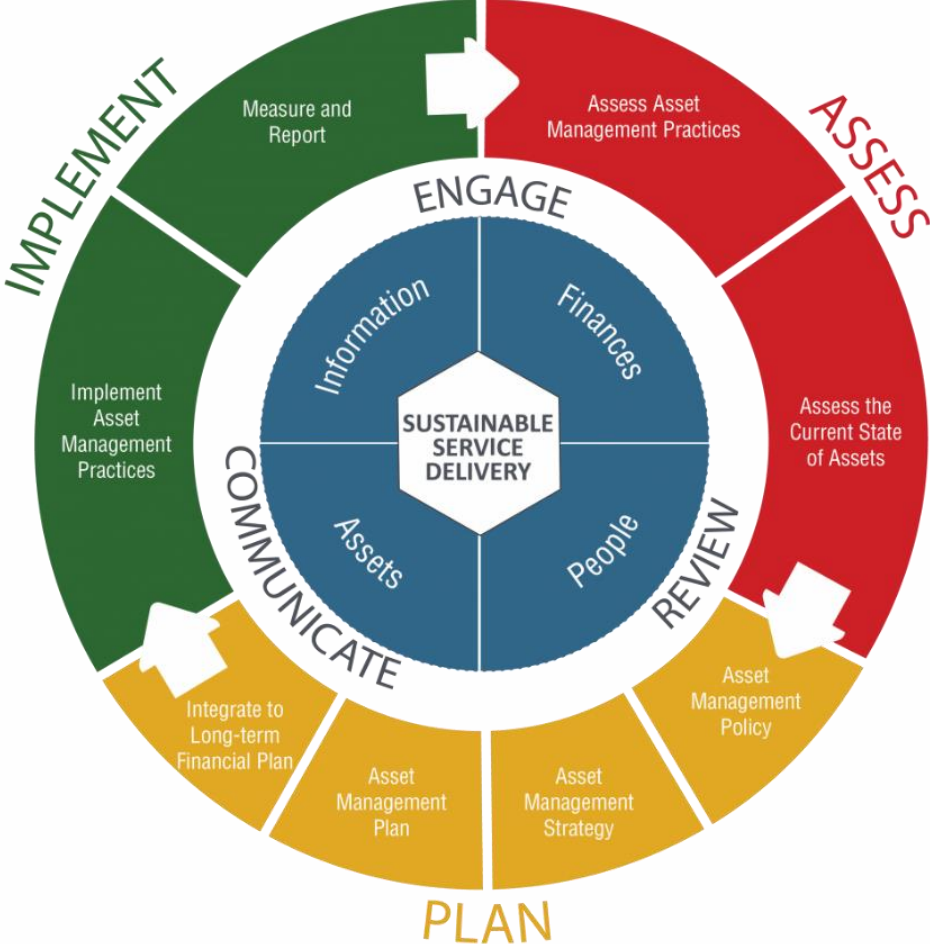 IMPLEMENT
Measure and
Report
Assess Asset
Management Practices
ASSESS
ENGAGE
Information
Finances
Implement
Asset
Management
Practices
SUSTAINABLE
SERVICE
DELIVERY
Assess the
Current State
of Assets
COMMUNICATE
Assets
People
REVIEW
Integrate to
Long-term
Financial Plan
Asset
Management
Plan
Asset
Management
Strategy
Asset
Management
Policy
PLAN